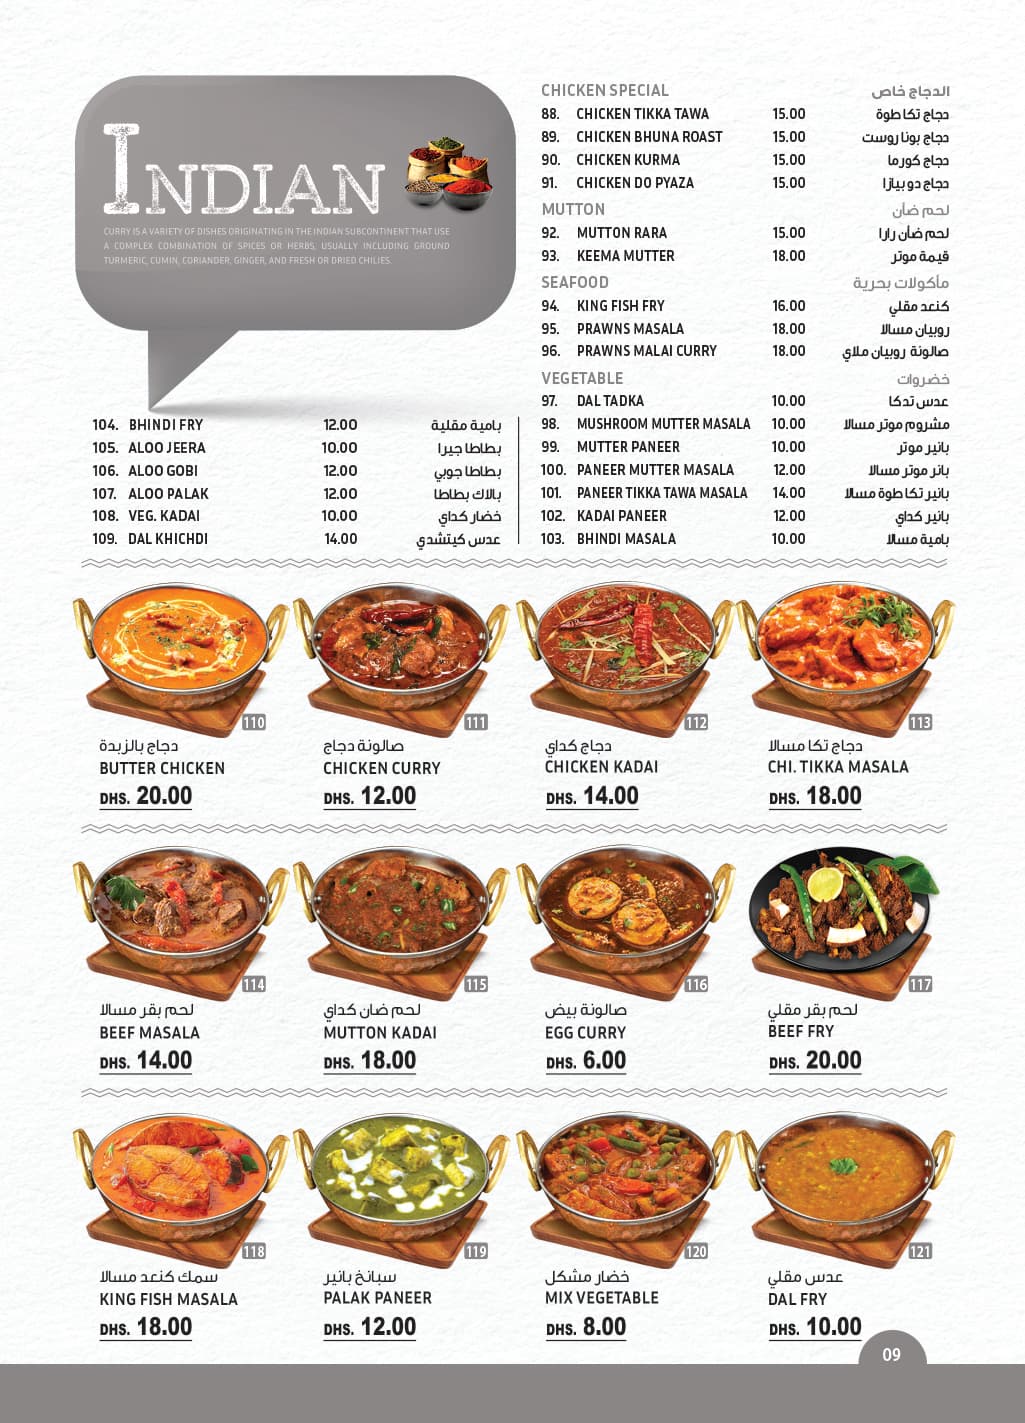 INDIAN
CURRY IS A VARIETY OF DISHES ORIGINATING IN THE INDIAN SUBCONTINENT THAT USE
A COMPLEX COMBINATION OF SPICES OR HERBS, USUALLY INCLUDING GROUND
TURMERIC, CUMIN, CORIANDER, GINGER, AND FRESH OR DRIED CHILIES.
CHICKEN SPECIAL الدجاج خاص
88. CHICKEN TIKKA TAWA 15.00 دجاج تكا طوة
89. CHICKEN BHUNA ROAST 15.00 دجاج بونا روست
90. CHICKEN KURMA 15.00 دجاج كورما
91. CHICKEN DO PYAZA 15.00 دجاج دو بيازا
MUTTON لحم ضأن
92. MUTTON RARA 15.00 لحم ضأن رارا
93. KEEMA MUTTER 18.00 قيمة موتر
SEAFOOD مأكولات بحرية
94. KING FISH FRY 16.00 كنعد مقلي
95. PRAWNS MASALA 18.00 روبيان مسالا
96. PRAWNS MALAI CURRY 18.00 صالونة روبيان ملاي
VEGETABLE خضروات
97. DAL TADKA 10.00 عدس تدكا
98. MUSHROOM MUTTER MASALA 10.00 مشروم موتر مسالا
99. MUTTER PANEER 10.00 بانير موتر
100. PANEER MUTTER MASALA 12.00 بانر موتر مسالا
101. PANEER TIKKA TAWA MASALA 14.00 بانير تكا طوة مسالا
102. KADAI PANEER 12.00 بانير كداي
103. BHINDI MASALA 10.00 بامية مسالا
104. BHINDI FRY 12.00 بامية مقلية
105. ALOO JEERA 10.00 بطاطا جيرا
106. ALOO GOBI 12.00 بطاطا جوبي
107. ALOO PALAK 12.00 بالاك بطاطا
108. VEG. KADAI 10.00 خضار كداي
109. DAL KHICHDI 14.00 عدس كيتشدي
110
دجاج بالزبدة
BUTTER CHICKEN
DHS. 20.00
111
صالونة دجاج
CHICKEN CURRY
DHS. 12.00
112
دجاج كداي
CHICKEN KADAI
DHS. 14.00
113
دجاج تكا مسالا
CHI. TIKKA MASALA
DHS. 18.00
114
لحم بقر مسالا
BEEF MASALA
DHS. 14.00
115
لحم ضان كداي
MUTTON KADAI
DHS. 18.00
116
صالونة بيض
EGG CURRY
DHS. 6.00
117
لحم بقر مقلي
BEEF FRY
DHS. 20.00
118
سمك كنعد مسالا
KING FISH MASALA
DHS. 18.00
119
سبانخ بانير
PALAK PANEER
DHS. 12.00
120
خضار مشكل
MIX VEGETABLE
DHS. 8.00
121
عدس مقلي
DAL FRY
DHS. 10.00
09